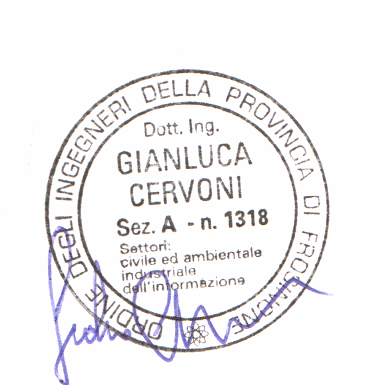 ORDINE DEGLI INGEGNERI DELLA PROVINCIA DI FROSINONE
Dott. Ing.
GIANLUCA
CERVONI
Sez. A - n. 1318
Settori:
civile ed ambientale
industriale
dell'informazione